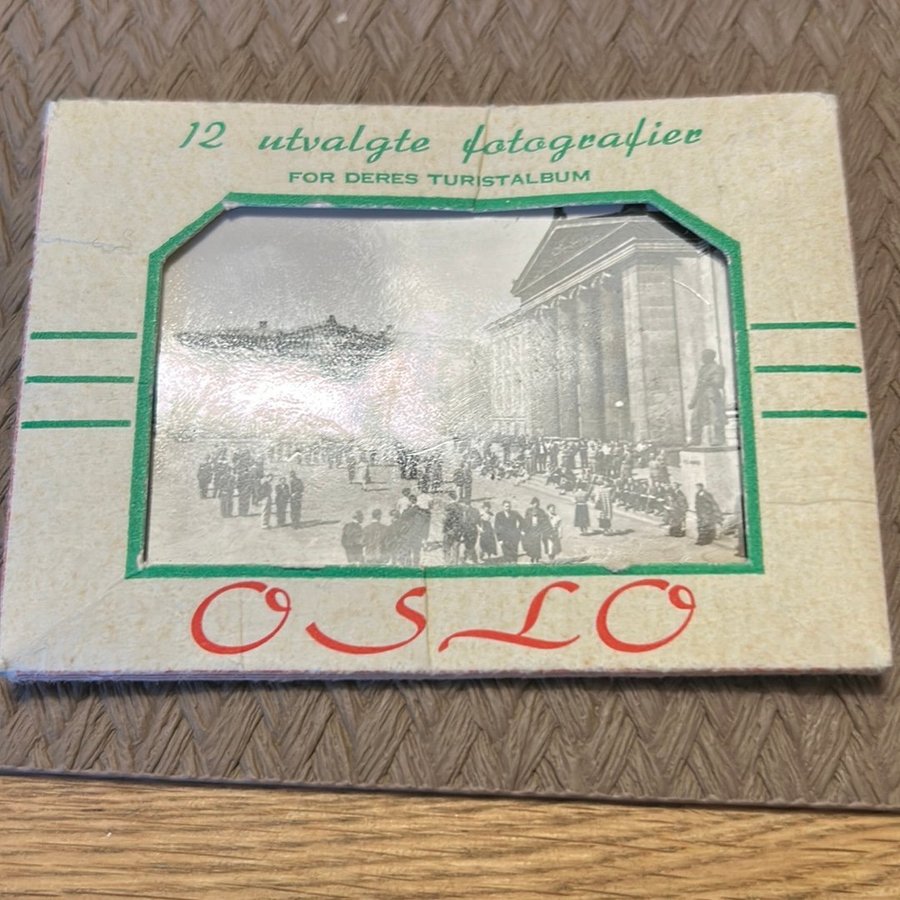 12 utvalgte fotografier
FOR DERES TURISTALBUM
OSLO